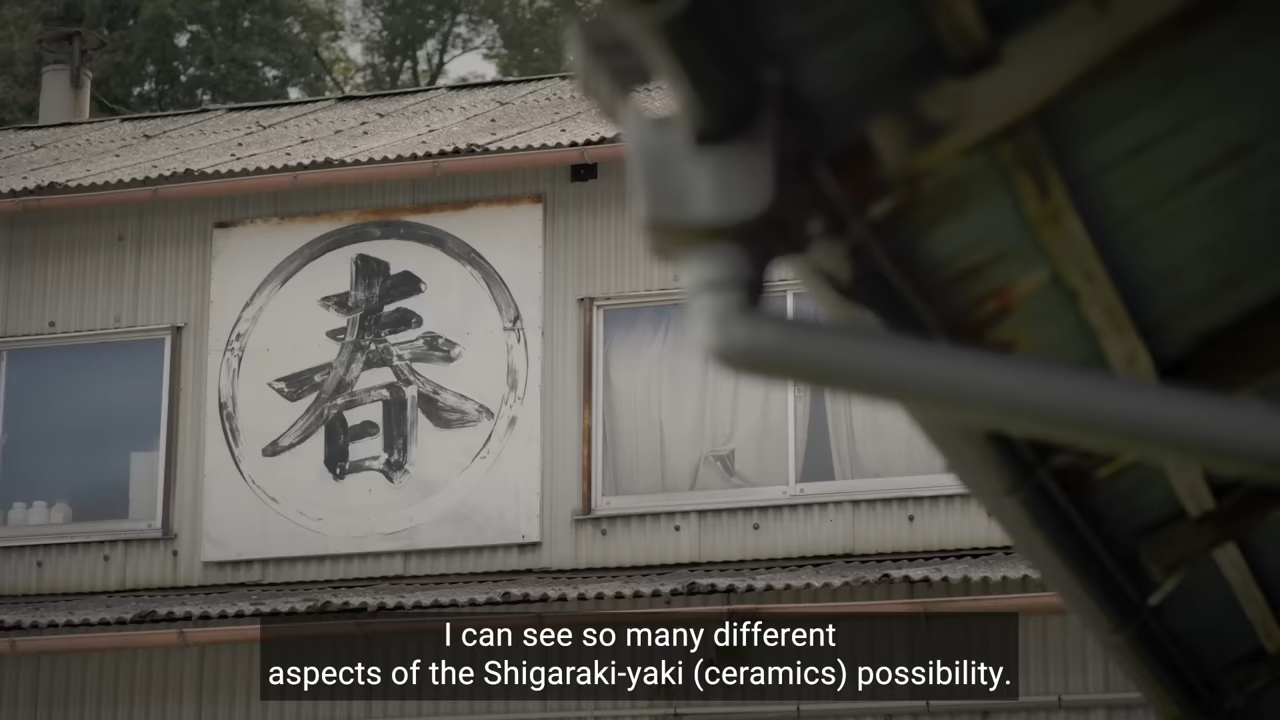 春
I can see so many different
aspects of the Shigaraki-yaki (ceramics) possibility.